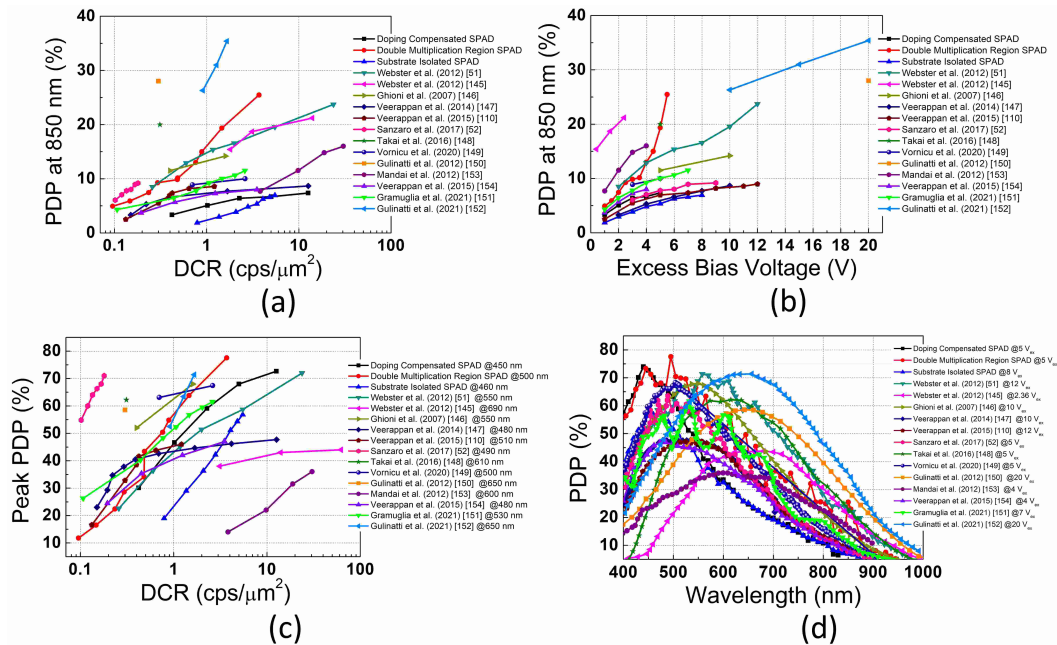 PDP at 850 nm (%)
40
30
20
10
0
0.1
1
10
100
DCR (cps/μm²)
Doping Compensated SPAD
Double Multiplication Region SPAD
Substrate Isolated SPAD
Webster et al. (2012) [51]
Webster et al. (2012) [145]
Ghioni et al. (2007) [146]
Veerappan et al. (2014) [147]
Veerappan et al. (2015) [110]
Sanzaro et al. (2017) [52]
Takai et al. (2016) [148]
Vornicu et al. (2020) [149]
Gulinatti et al. (2012) [150]
Mandai et al. (2012) [153]
Veerappan et al. (2015) [154]
Gramuglia et al. (2021) [151]
Gulinatti et al. (2021) [152]
(a)
PDP at 850 nm (%)
40
30
20
10
0
0
2
4
6
8
10
12
14
16
18
20
Excess Bias Voltage (V)
Doping Compensated SPAD
Double Multiplication Region SPAD
Substrate Isolated SPAD
Webster et al. (2012) [51]
Webster et al. (2012) [145]
Ghioni et al. (2007) [146]
Veerappan et al. (2014) [147]
Veerappan et al. (2015) [110]
Sanzaro et al. (2017) [52]
Takai et al. (2016) [148]
Vornicu et al. (2020) [149]
Gulinatti et al. (2012) [150]
Mandai et al. (2012) [153]
Veerappan et al. (2015) [154]
Gramuglia et al. (2021) [151]
Gulinatti et al. (2021) [152]
(b)
Peak PDP (%)
80
70
60
50
40
30
20
10
0.1
1
10
DCR (cps/μm²)
Doping Compensated SPAD @450 nm
Double Multiplication Region SPAD @500 nm
Substrate Isolated SPAD @460 nm
Webster et al. (2012) [51] @550 nm
Webster et al. (2012) [145] @690 nm
Ghioni et al. (2007) [146] @550 nm
Veerappan et al. (2014) [147] @480 nm
Veerappan et al. (2015) [110] @510 nm
Sanzaro et al. (2017) [52] @490 nm
Takai et al. (2016) [148] @610 nm
Vornicu et al. (2020) [149] @500 nm
Gulinatti et al. (2012) [150] @650 nm
Mandai et al. (2012) [153] @600 nm
Veerappan et al. (2015) [154] @480 nm
Gramuglia et al. (2021) [151] @530 nm
Gulinatti et al. (2021) [152] @650 nm
(c)
PDP (%)
80
70
60
50
40
30
20
10
400
500
600
700
800
900
1000
Wavelength (nm)
Doping Compensated SPAD @5 Vex
Double Multiplication Region SPAD @5 Vex
Substrate Isolated SPAD @8 Vex
Webster et al. (2012) [51] @12 Vex
Webster et al. (2012) [145] @2.36 Vex
Ghioni et al. (2007) [146] @10 Vex
Veerappan et al. (2014) [147] @10 Vex
Veerappan et al. (2015) [110] @12 Vex
Sanzaro et al. (2017) [52] @5 Vex
Takai et al. (2016) [148] @5 Vex
Vornicu et al. (2020) [149] @5 Vex
Gulinatti et al. (2012) [150] @20 Vex
Mandai et al. (2012) [153] @4 Vex
Veerappan et al. (2015) [154] @4 Vex
Gramuglia et al. (2021) [151] @7 Vex
Gulinatti et al. (2021) [152] @20 Vex
(d)